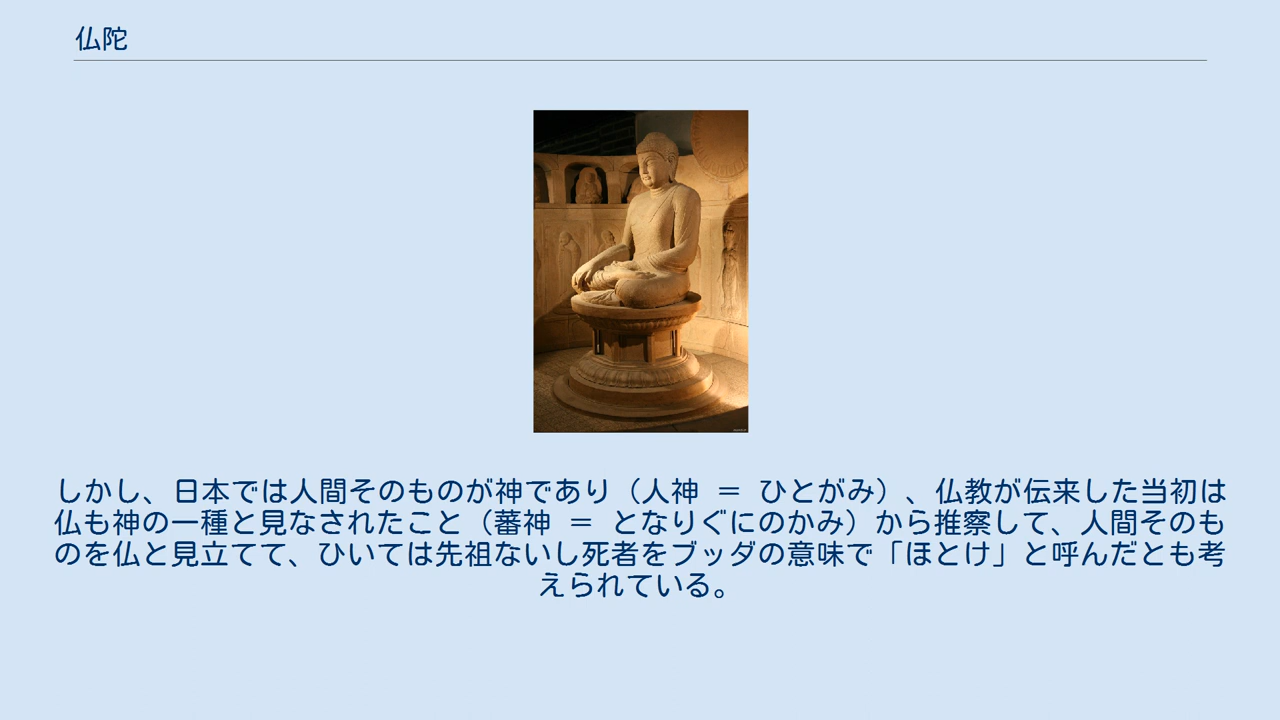 仏陀
しかし、日本では人間そのものが神であり（人神 ＝ ひとがみ）、仏教が伝来した当初は
仏も神の一種と見なされたこと（蕃神 ＝ となりぐにのかみ）から推察して、人間そのも
のを仏と見立てて、ひいては先祖ないし死者をブッダの意味で「ほとけ」と呼んだとも考
えられている。